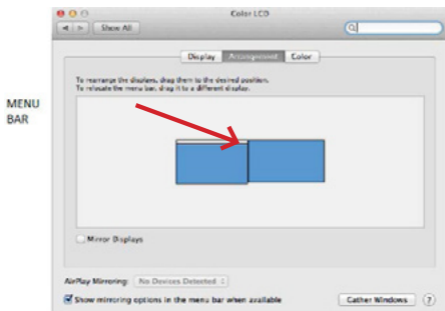 Color LCD
Show All
Display Arrangement Color
To rearrange the displays, drag them to the desired position.
To relocate the menu bar, drag it to a different display.
MENU
BAR
Mirror Displays
AirPlay Mirroring: No Devices Detected
Show mirroring options in the menu bar when available
Gather Windows ?